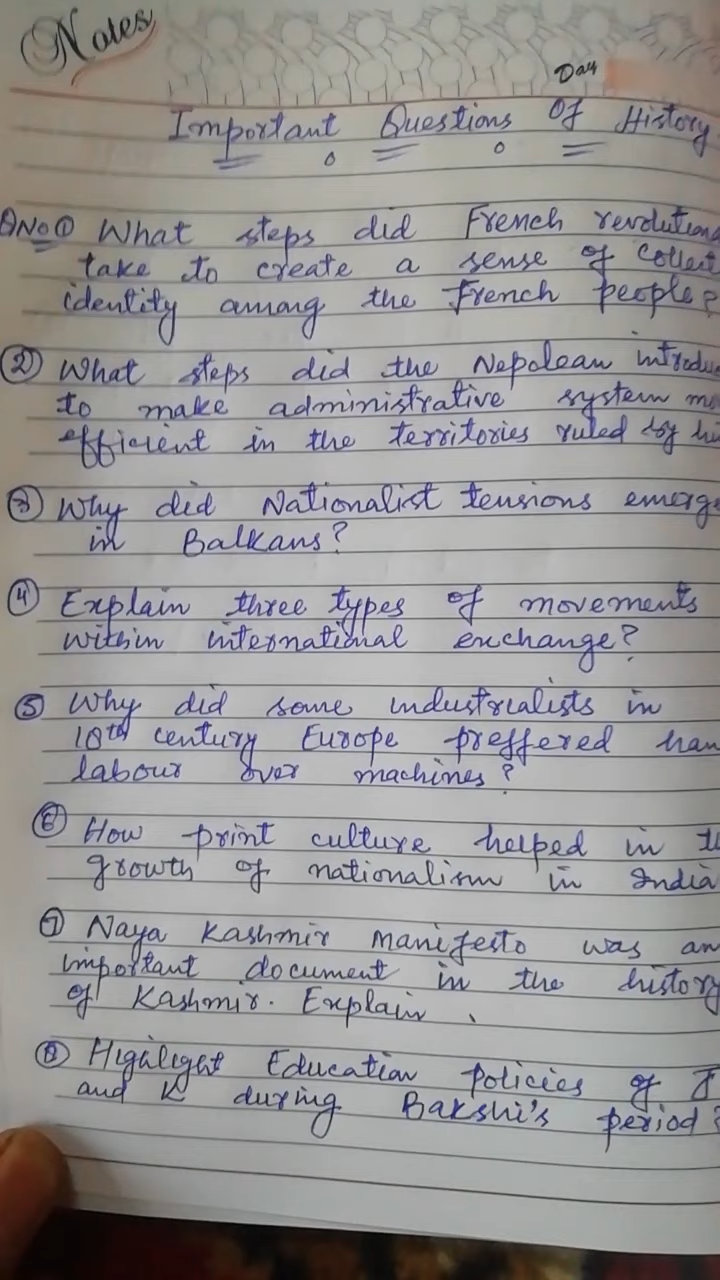 Notes
Day
Important Questions Of History
QNo ① What steps did French revolution
take to create a sense of collect
identity among the French people?
② What steps did the Nepolean introdu
to make administrative system mo
efficient in the territories ruled by hi
③ Why did Nationalist tensions emerge
in Balkans?
④ Explain three types of movements
within international exchange?
⑤ Why did some industrialists in
18th century Europe preffered han
labour over machines?
⑥ How print culture helped in t
growth of nationalism in India
⑦ Naya Kashmir Manifesto was an
important document in the history
of Kashmir. Explain.
⑧ Highlight Education policies of J
and K during Bakshi's period?